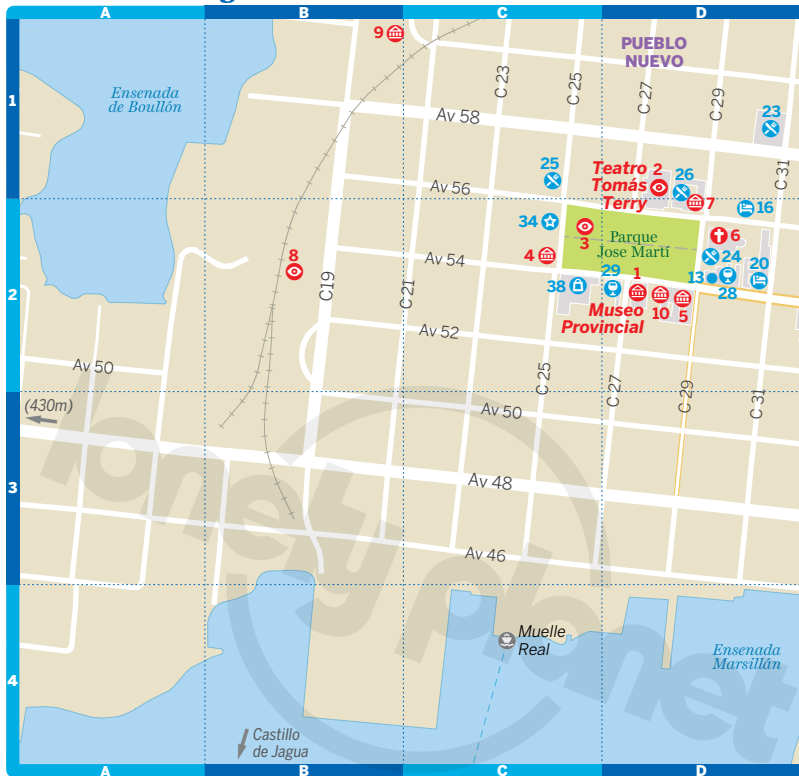 A
B
C
D
1
2
3
4
Ensenada
de Boullón
9
C 23
C 25
PUEBLO
NUEVO
C 27
C 29
23
C 31
Av 58
25
Teatro
Tomás
Terry
2
26
7
16
Av 56
34
3
Parque
Jose Martí
6
24
20
4
Av 54
8
C19
C 21
38
29
1
10
5
13
28
Museo
Provincial
Av 52
Av 50
C 25
C 27
C 29
C 31
(430m)
Av 50
Av 48
Av 46
Muelle
Real
Ensenada
Marsillán
Castillo
de Jagua
lonely planet
A
B
C
D